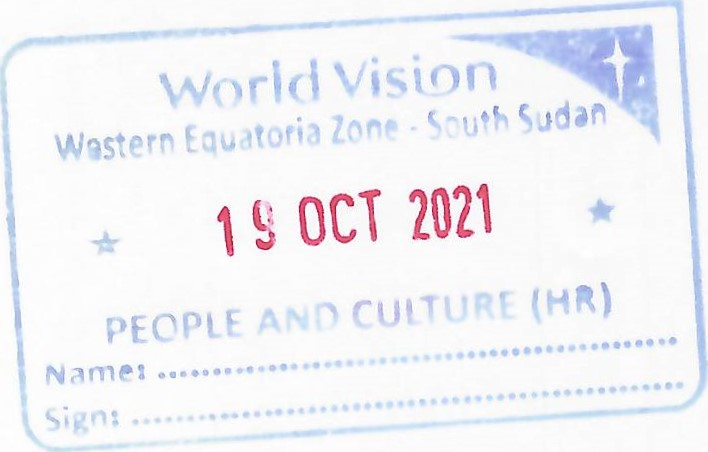 World Vision
Western Equatoria Zone - South Sudan
19 OCT 2021
PEOPLE AND CULTURE (HR)
Name: ..............................................
Sign: ................................................